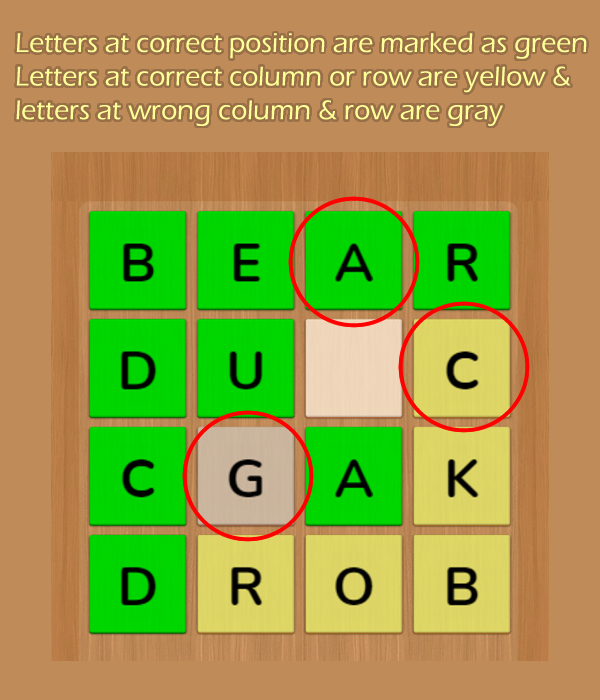 Letters at correct position are marked as green
Letters at correct column or row are yellow &
letters at wrong column & row are gray
B E A R
D U C
C G A K
D R O B